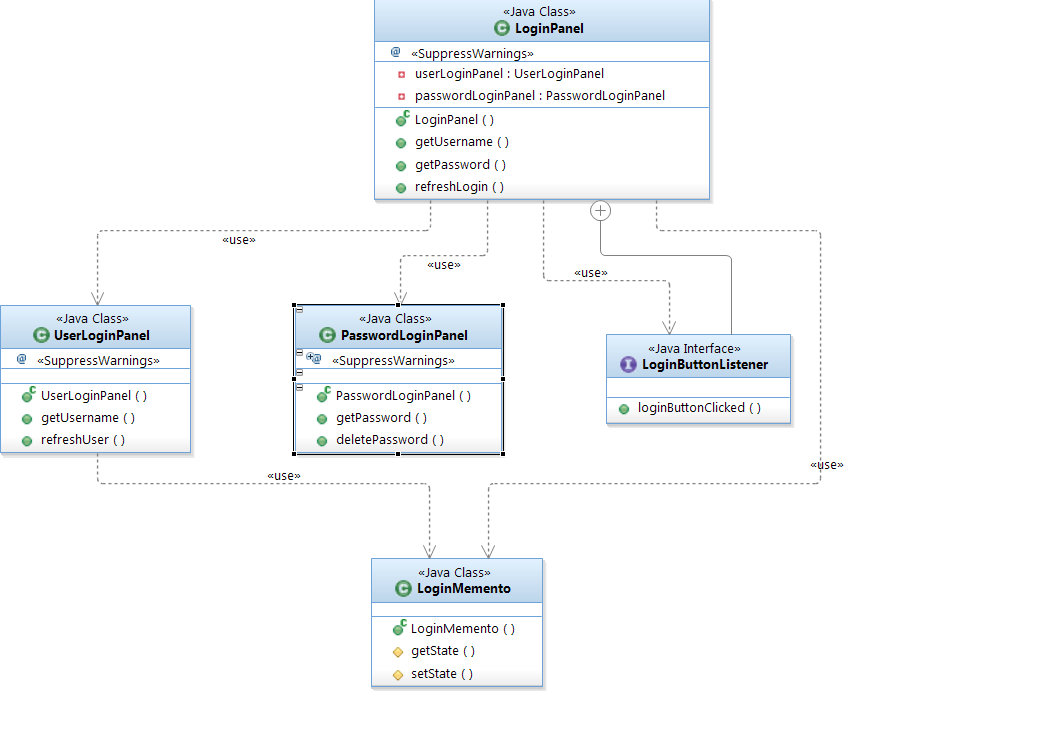 «Java Class»
LoginPanel
«SuppressWarnings»
userLoginPanel : UserLoginPanel
passwordLoginPanel : PasswordLoginPanel
LoginPanel ( )
getUsername ( )
getPassword ( )
refreshLogin ( )
«use»
«use»
«use»
«Java Class»
UserLoginPanel
«SuppressWarnings»
UserLoginPanel ( )
getUsername ( )
refreshUser ( )
«Java Class»
PasswordLoginPanel
«SuppressWarnings»
PasswordLoginPanel ( )
getPassword ( )
deletePassword ( )
«Java Interface»
LoginButtonListener
loginButtonClicked ( )
«use»
«use»
«Java Class»
LoginMemento
LoginMemento ( )
getState ( )
setState ( )